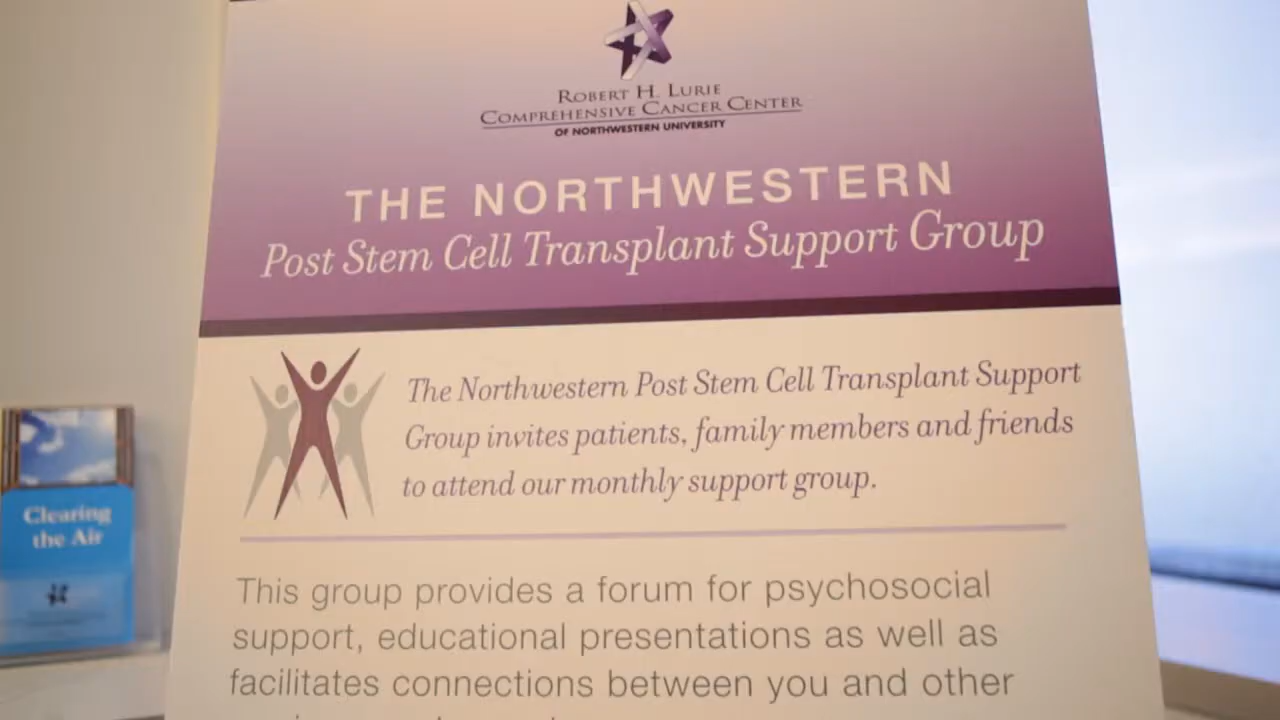 ROBERT H. LURIE
COMPREHENSIVE CANCER CENTER
OF NORTHWESTERN UNIVERSITY
THE NORTHWESTERN
Post Stem Cell Transplant Support Group
The Northwestern Post Stem Cell Transplant Support
Group invites patients, family members and friends
to attend our monthly support group.
This group provides a forum for psychosocial
support, educational presentations as well as
facilitates connections between you and other
Clearing
the Air